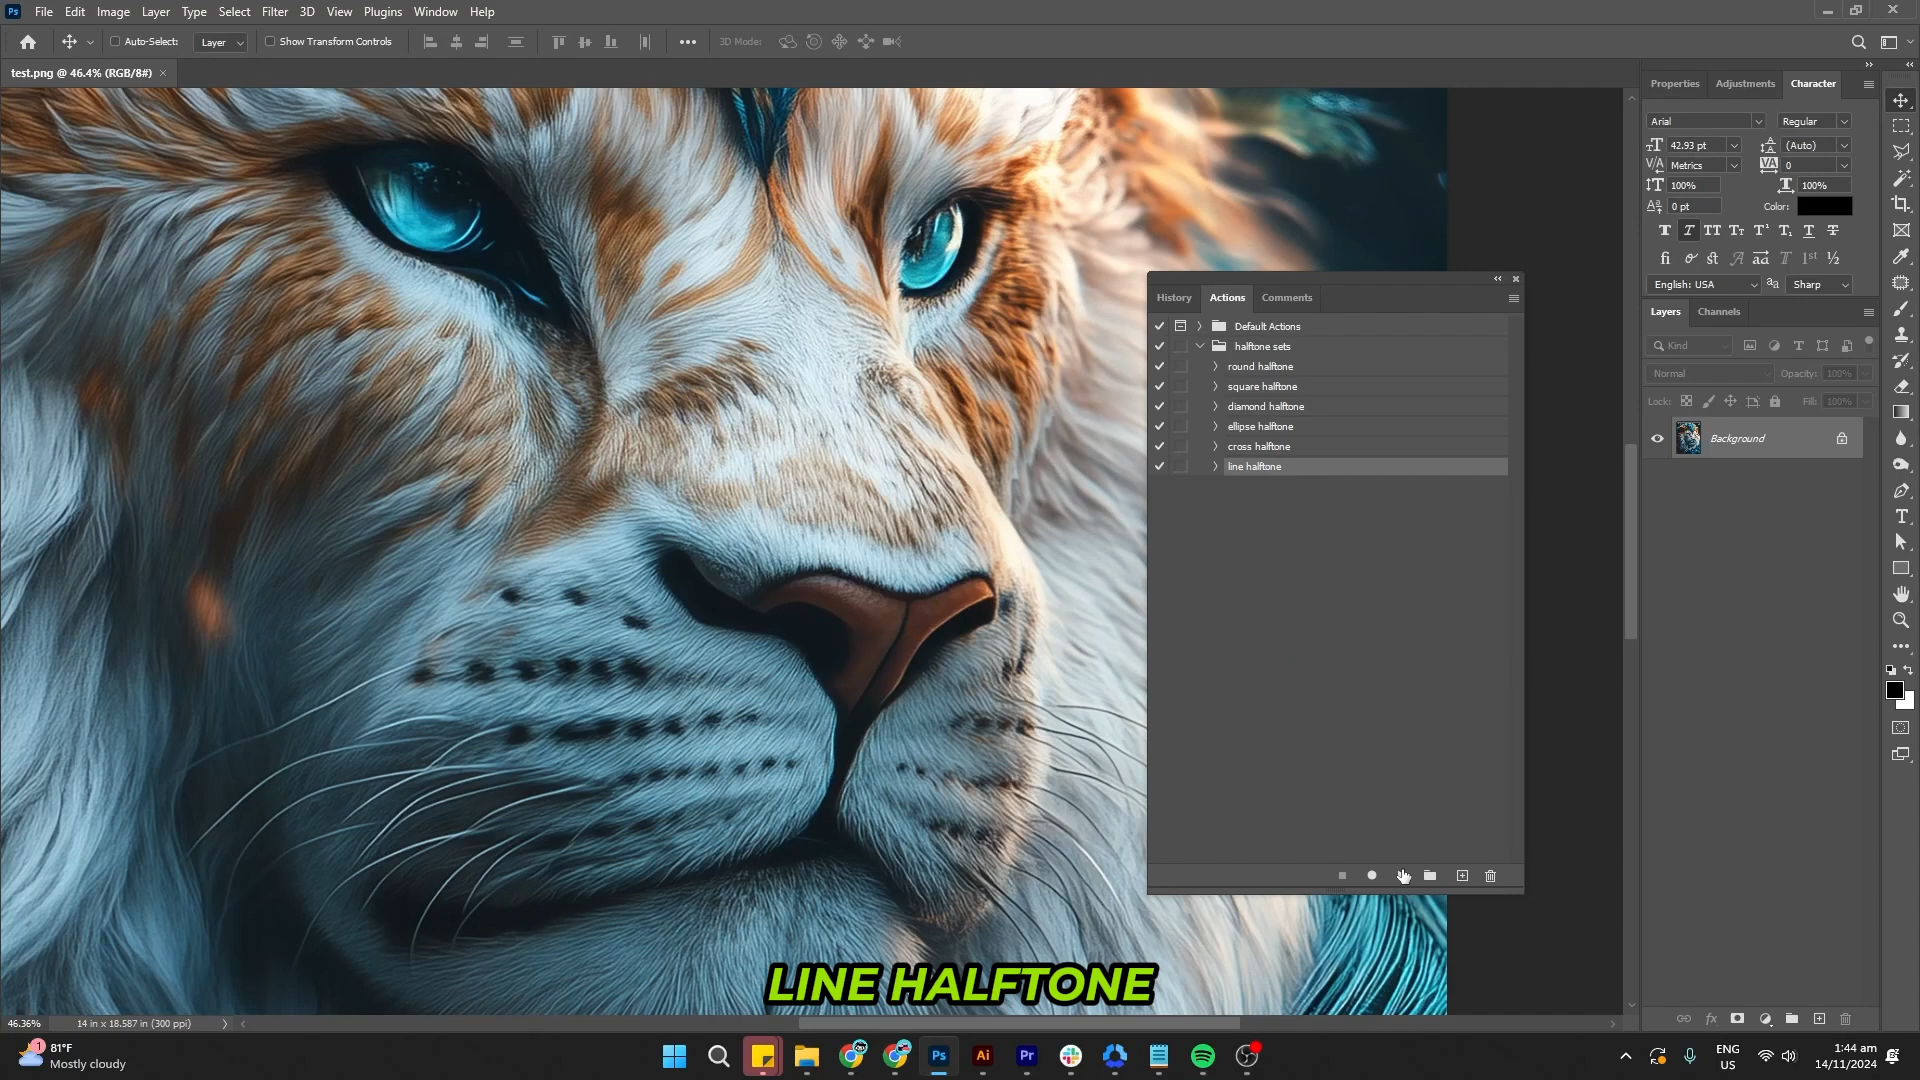 Ps File Edit Image Layer Type Select Filter 3D View Plugins Window Help
Auto-Select: Layer Show Transform Controls 3D Mode:
test.png @ 46.4% (RGB/8#)
Properties Adjustments Character
Arial Regular
42.93 pt (Auto)
Metrics 0
100% 100%
0 pt Color:
English: USA Sharp
Layers Channels
Kind
Normal Opacity: 100%
Lock: Fill: 100%
Background
History Actions Comments
Default Actions
halftone sets
round halftone
square halftone
diamond halftone
ellipse halftone
cross halftone
line halftone
LINE HALFTONE
46.36% 14 in x 18.587 in (300 ppi)
1 81°F
Mostly cloudy
Ps Ai Pr
ENG
US
1:44 am
14/11/2024